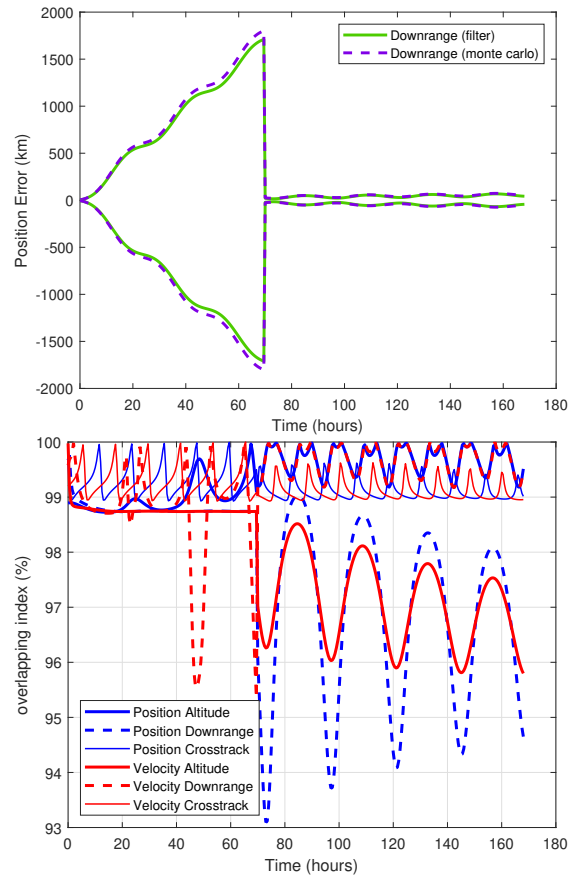 2000
1500
1000
500
0
-500
-1000
-1500
-2000
Position Error (km)
Downrange (filter)
Downrange (monte carlo)
0 20 40 60 80 100 120 140 160 180
Time (hours)
100
99
98
97
96
95
94
93
overlapping index (%)
Position Altitude
Position Downrange
Position Crosstrack
Velocity Altitude
Velocity Downrange
Velocity Crosstrack
0 20 40 60 80 100 120 140 160 180
Time (hours)